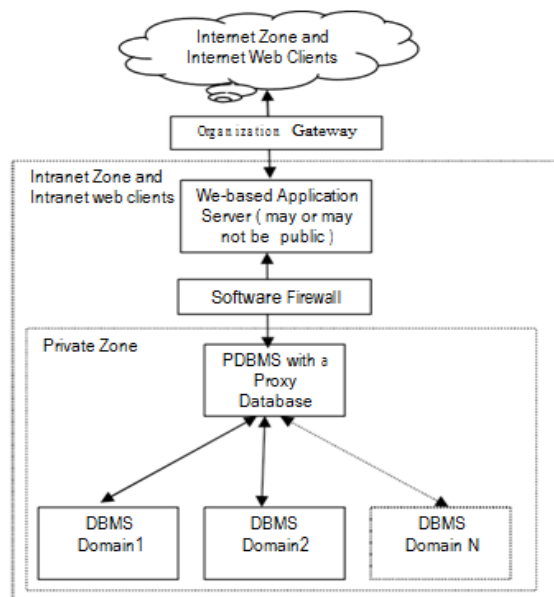 Internet Zone and
Internet Web Clients
Organization Gateway
Intranet Zone and
Intranet web clients
We-based Application
Server ( may or may
not be public )
Software Firewall
Private Zone
PDBMS with a
Proxy
Database
DBMS
Domain1
DBMS
Domain2
DBMS
Domain N